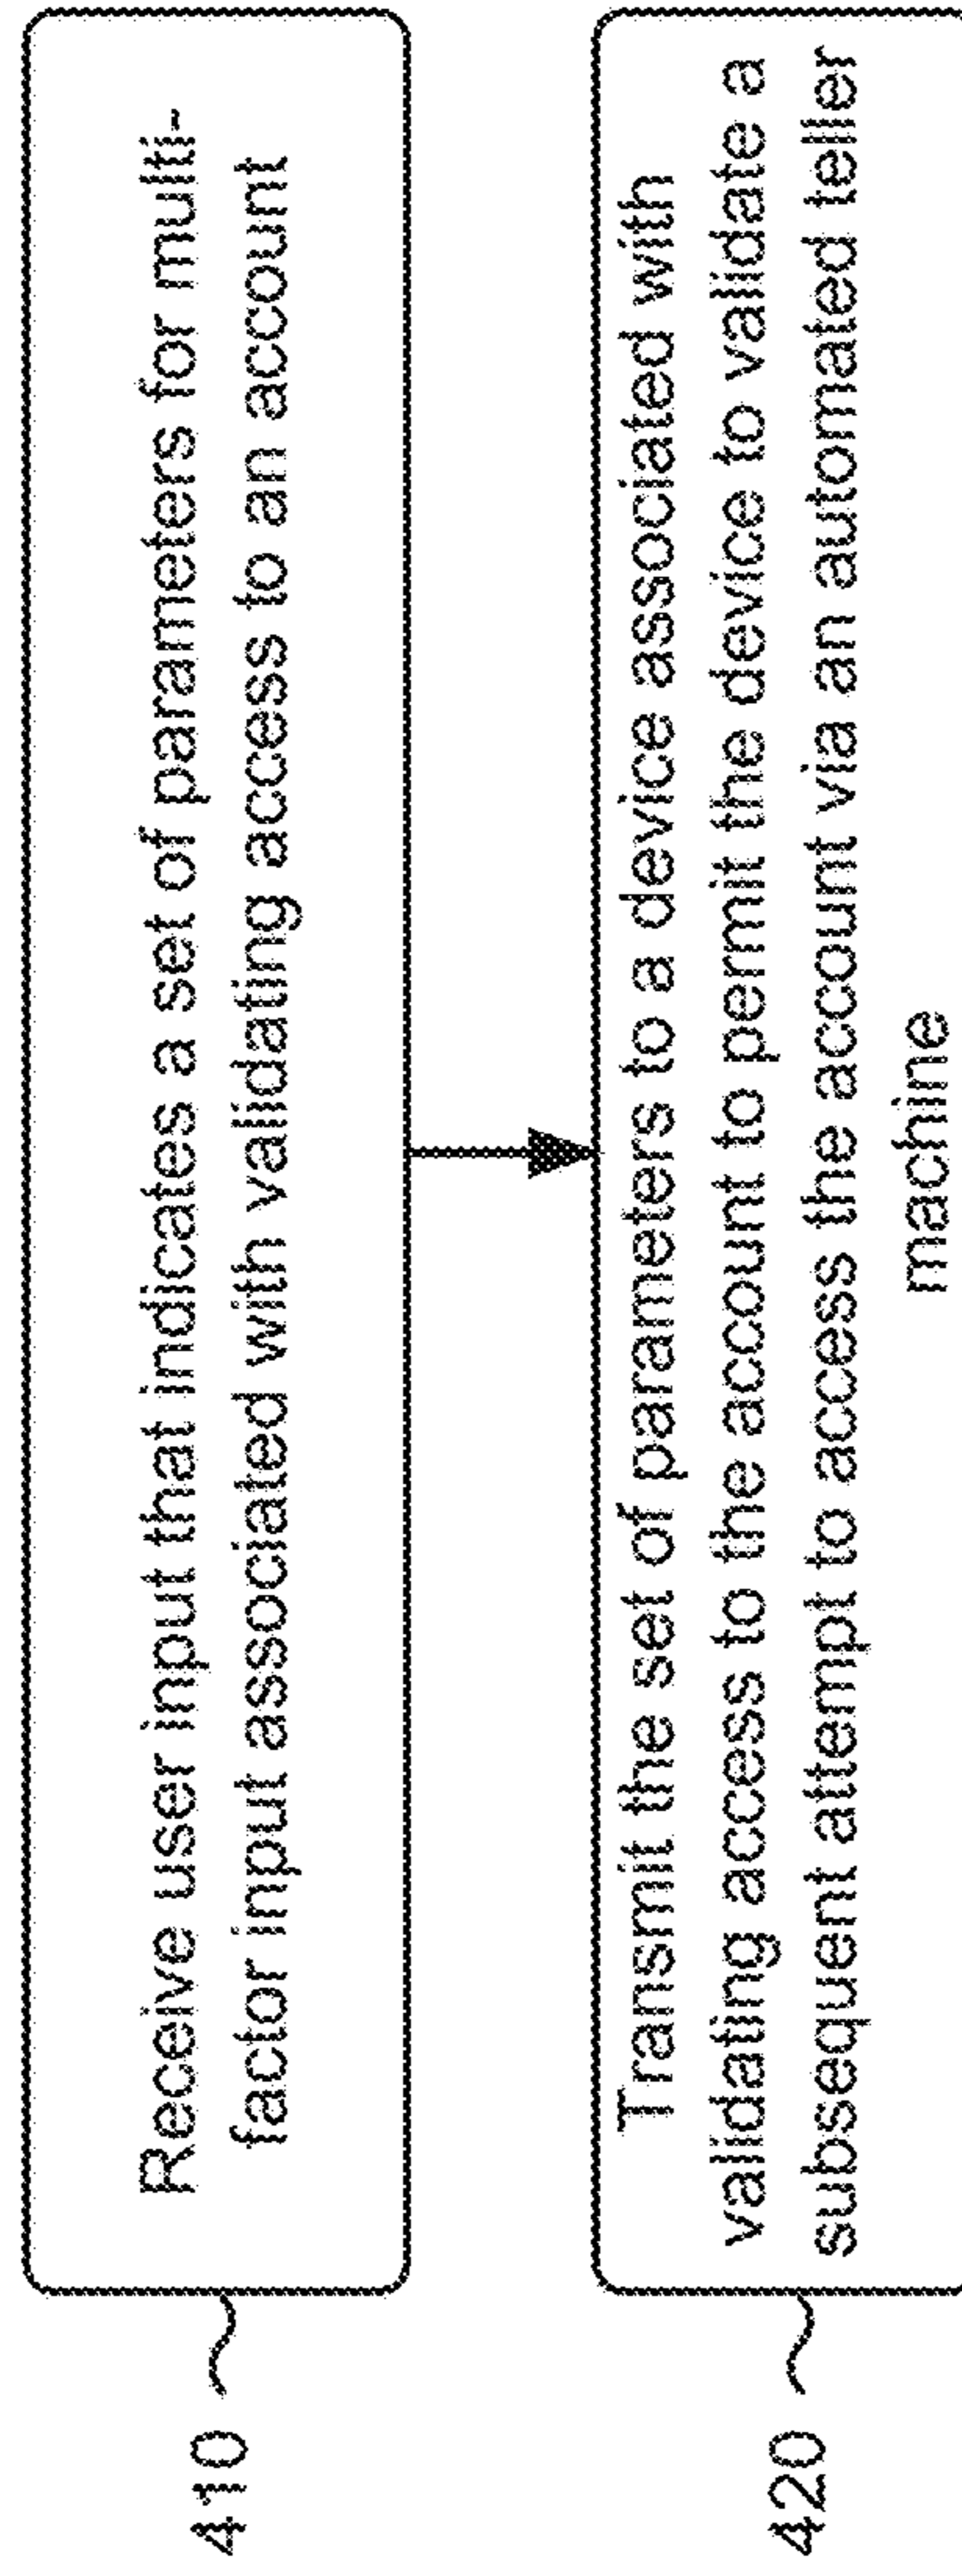 410
Receive user input that indicates a set of parameters for multi-
factor input associated with validating access to an account
420
Transmit the set of parameters to a device associated with
validating access to the account to permit the device to validate a
subsequent attempt to access the account via an automated teller
machine